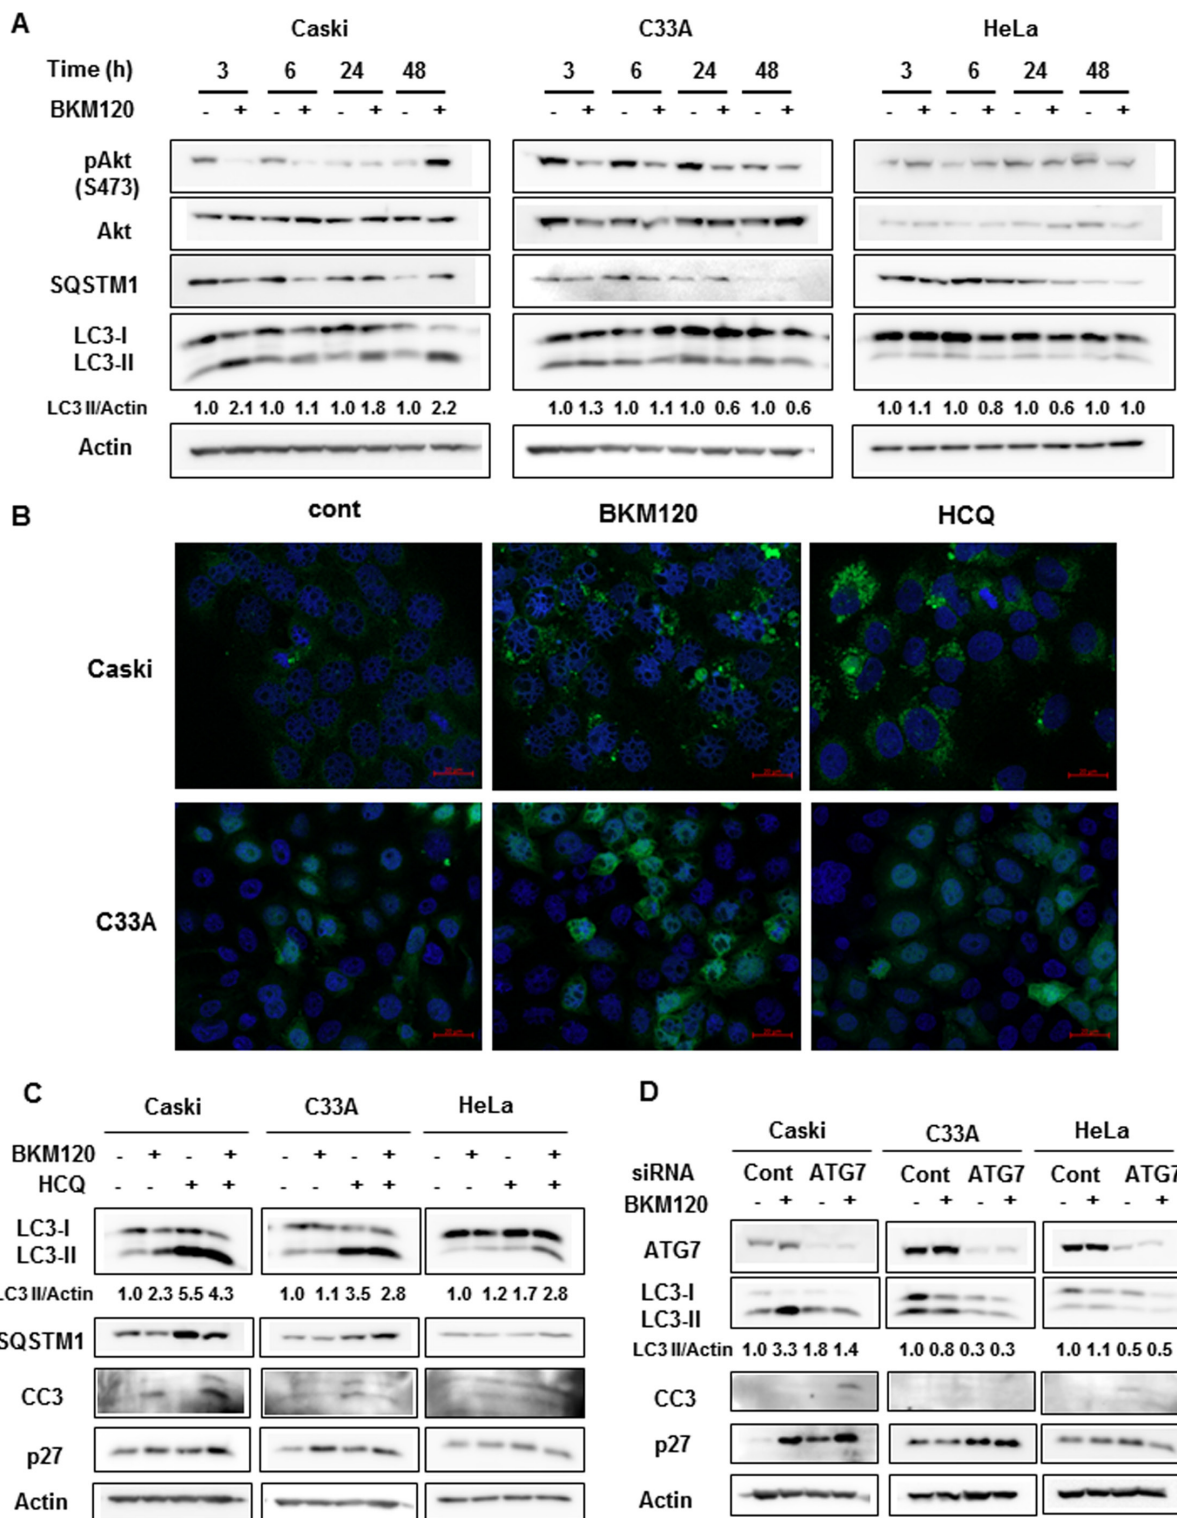 A
Caski C33A HeLa
Time (h) 3 6 24 48 3 6 24 48 3 6 24 48
BKM120 - + - + - + - + - + - + - + - + - + - + - + - +
pAkt
(S473)
Akt
SQSTM1
LC3-I
LC3-II
LC3 II/Actin 1.0 2.1 1.0 1.1 1.0 1.8 1.0 2.2 1.0 1.3 1.0 1.1 1.0 0.6 1.0 0.6 1.0 1.1 1.0 0.8 1.0 0.6 1.0 1.0
Actin
B
cont BKM120 HCQ
Caski
C33A
C
Caski C33A HeLa
BKM120 - + - + - + - + - + - +
HCQ - - + + - - + + - - + +
LC3-I
LC3-II
LC3 II/Actin 1.0 2.3 5.5 4.3 1.0 1.1 3.5 2.8 1.0 1.2 1.7 2.8
SQSTM1
CC3
p27
Actin
D
Caski C33A HeLa
siRNA Cont ATG7 Cont ATG7 Cont ATG7
BKM120 - + - + - + - + - + - +
ATG7
LC3-I
LC3-II
LC3 II/Actin 1.0 3.3 1.8 1.4 1.0 0.8 0.3 0.3 1.0 1.1 0.5 0.5
CC3
p27
Actin